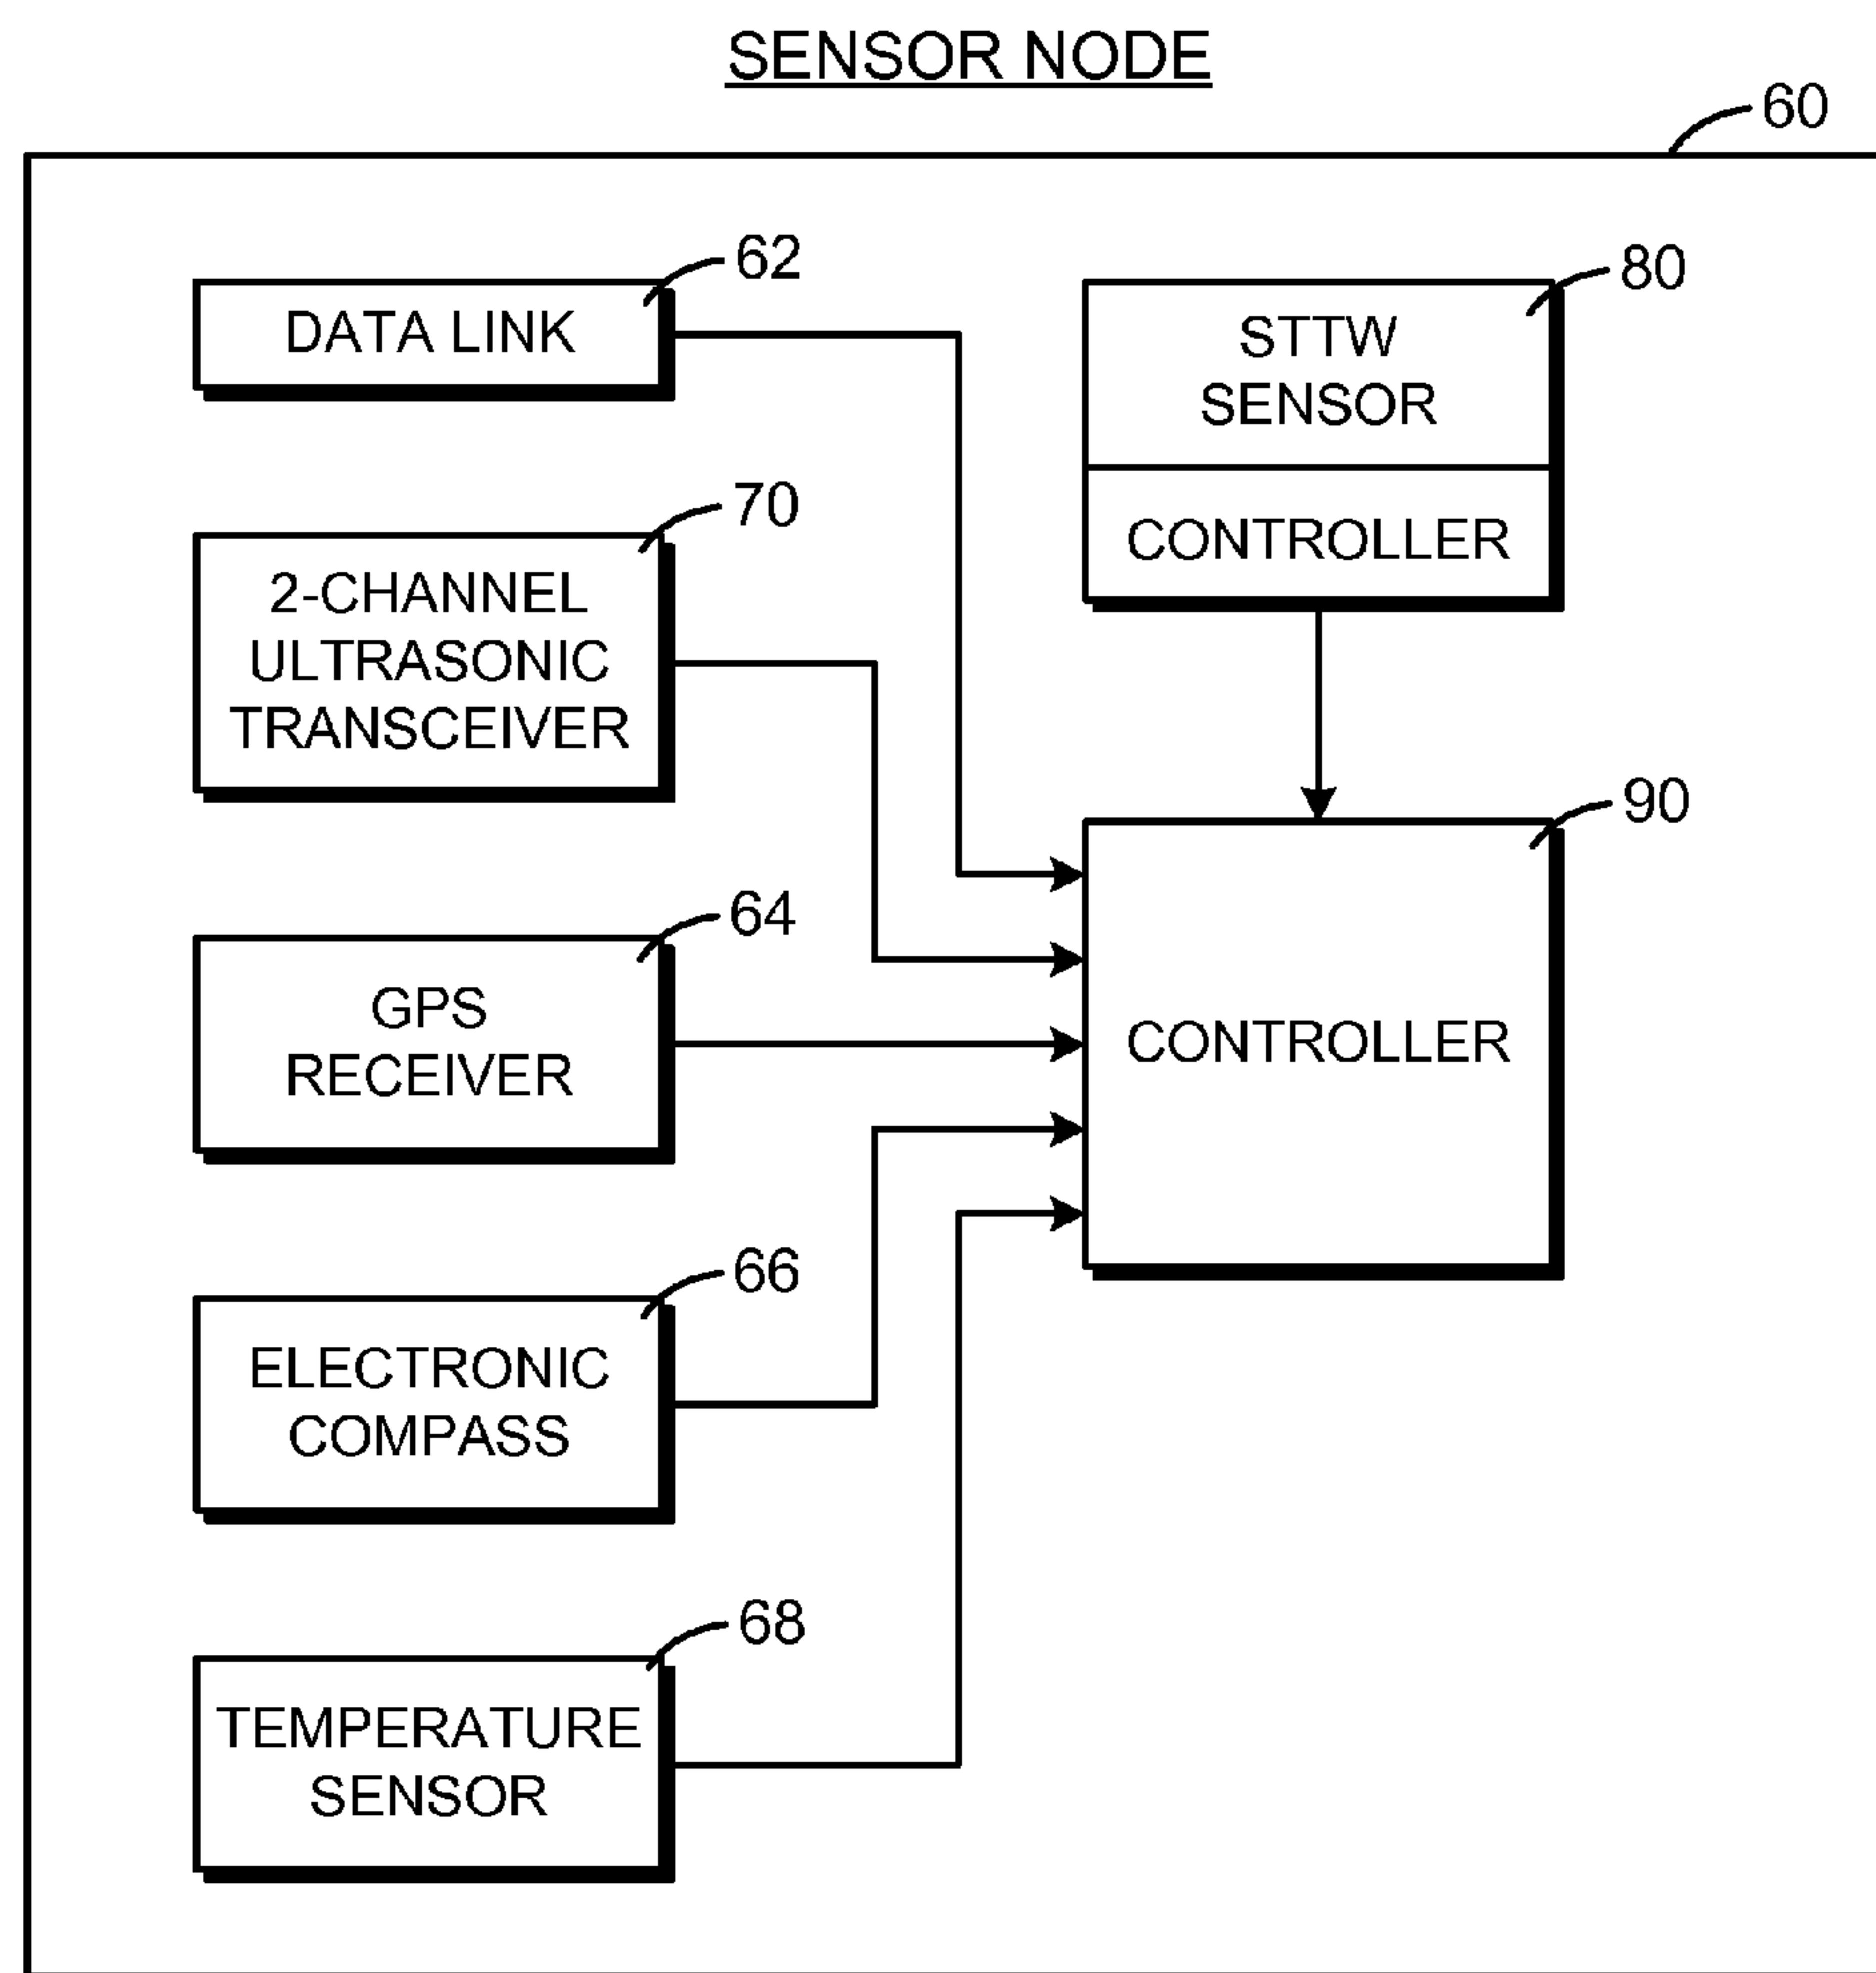 SENSOR NODE
60
62
DATA LINK
80
STTW
SENSOR
CONTROLLER
70
2-CHANNEL
ULTRASONIC
TRANSCEIVER
90
CONTROLLER
64
GPS
RECEIVER
66
ELECTRONIC
COMPASS
68
TEMPERATURE
SENSOR